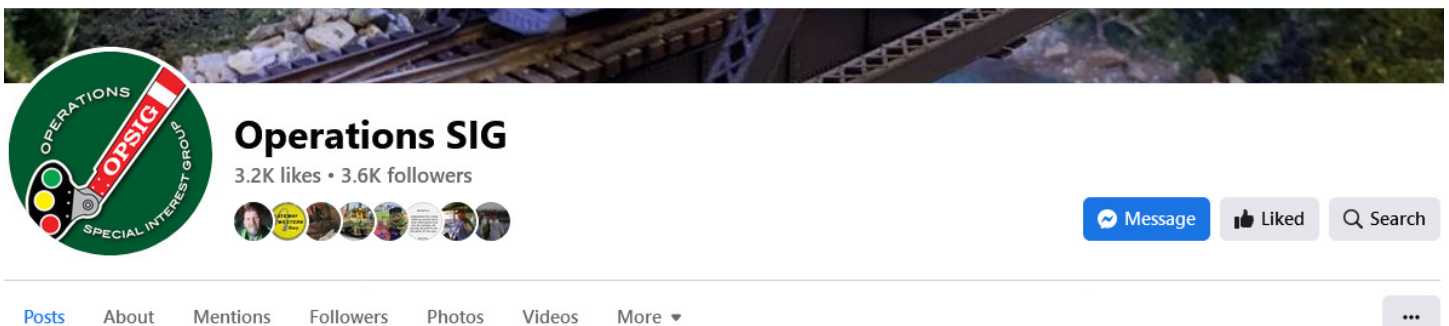 OPERATIONS
OPSIG
SPECIAL INTEREST GROUP
Operations SIG
3.2K likes • 3.6K followers
Message
Liked
Search
Posts
About
Mentions
Followers
Photos
Videos
More